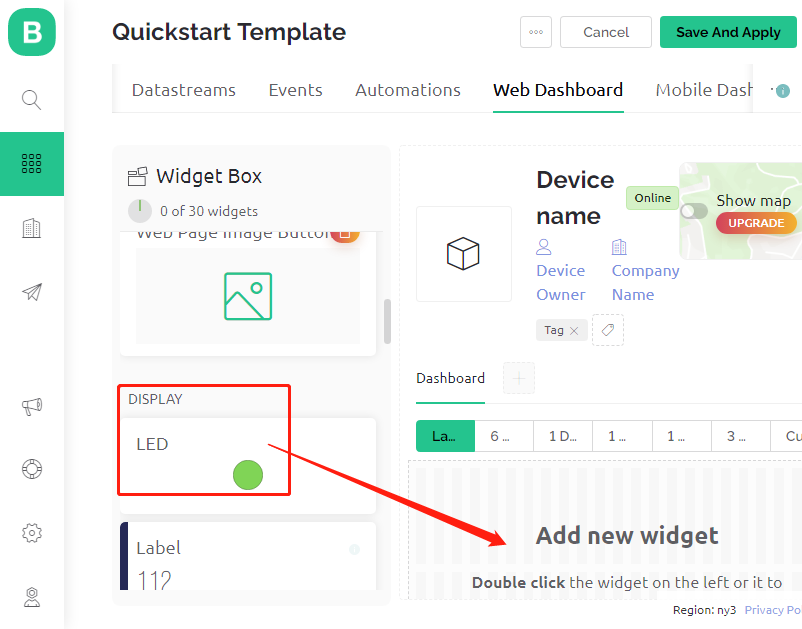 B
Quickstart Template
Cancel
Save And Apply
Datastreams
Events
Automations
Web Dashboard
Mobile Dash
i
Widget Box
0 of 30 widgets
Web Page Image Button
DISPLAY
LED
Label
112
Device
name
Online
Show map
UPGRADE
Device
Owner
Company
Name
Tag
Dashboard
La...
6 ...
1 D...
1 ...
1 ...
3 ...
Cu
Add new widget
Double click the widget on the left or it to
Region: ny3
Privacy Po